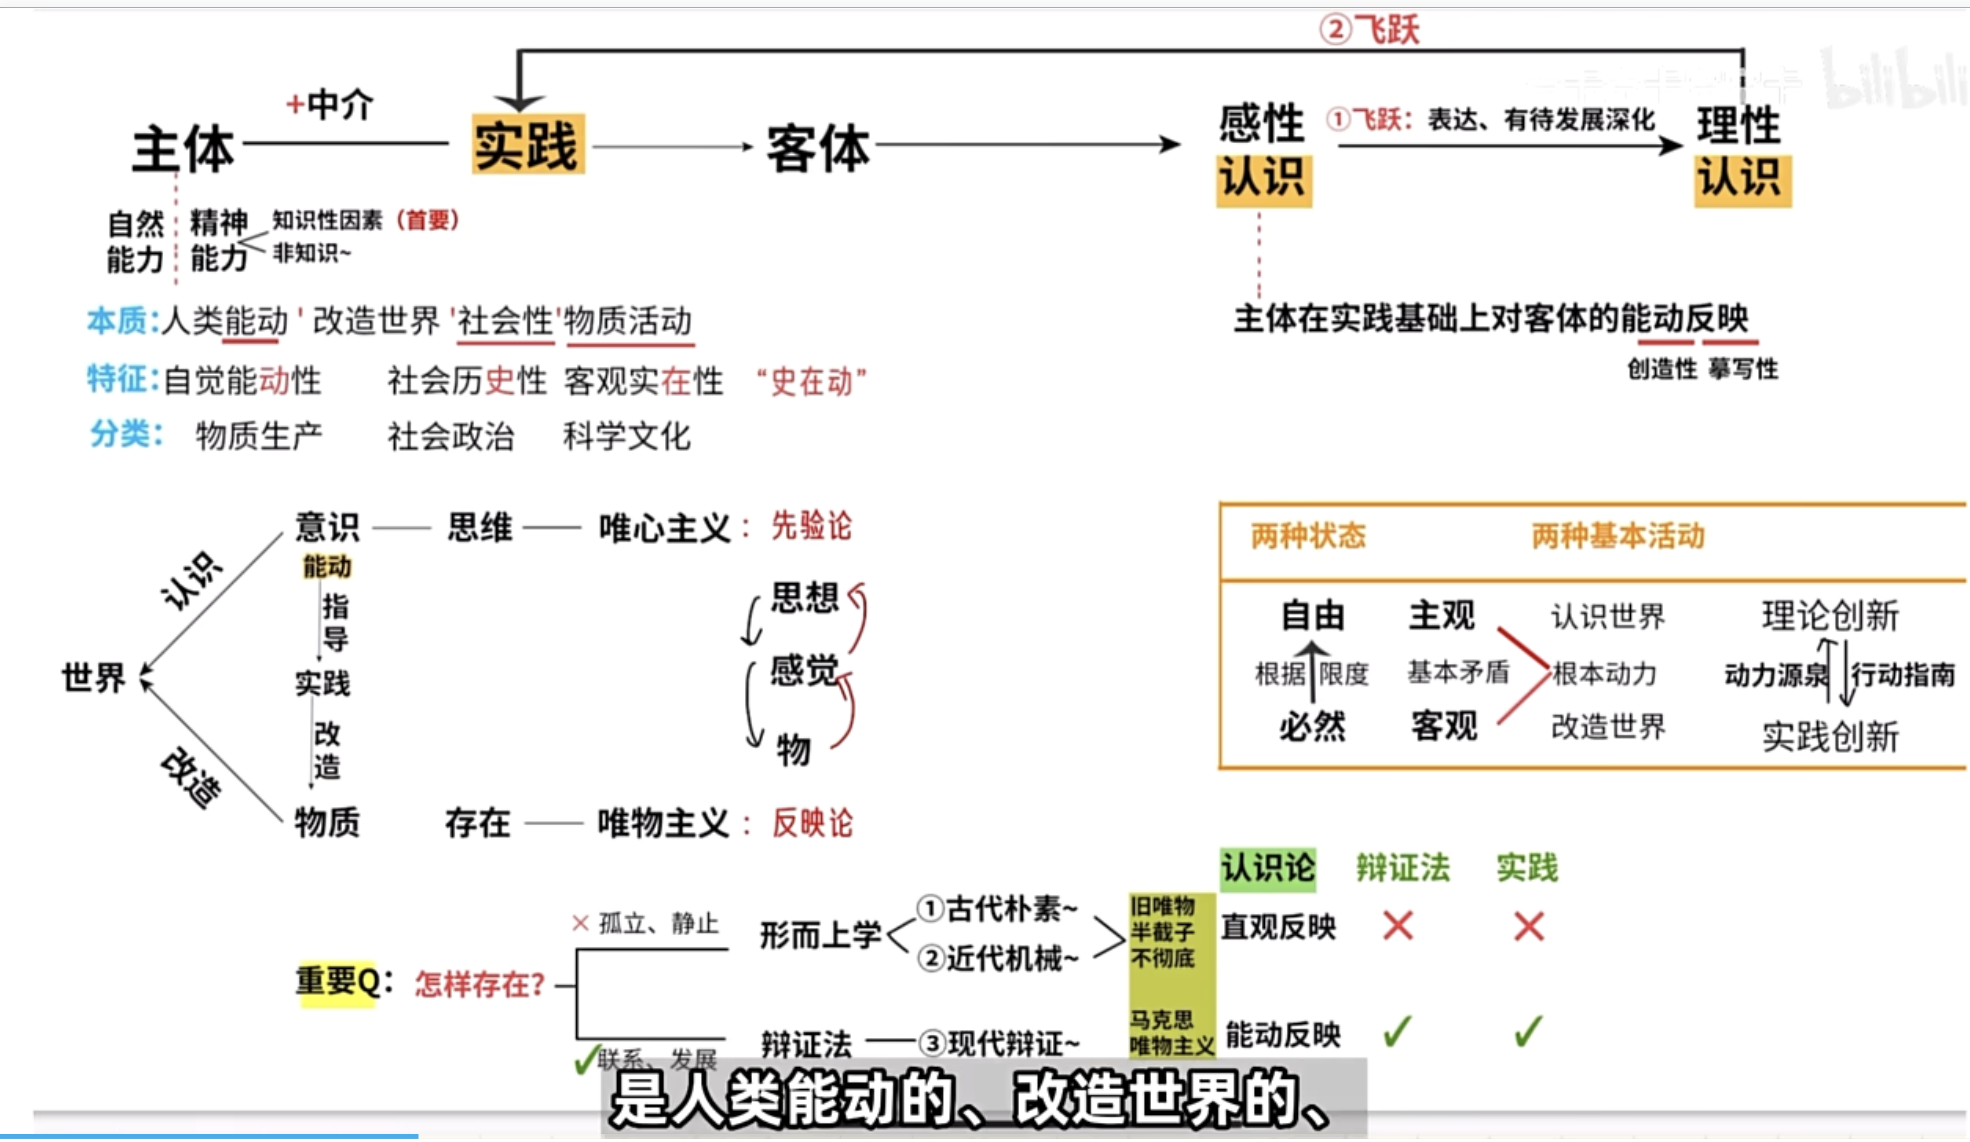 ②飞跃
+中介
主体
实践
客体
感性
认识
①飞跃：表达、有待发展深化
理性
认识
bilibili
自然
能力
精神
能力
知识性因素（首要）
非知识~
本质：人类能动 ' 改造世界 '社会性'物质活动
特征：自觉能动性 社会历史性 客观实在性 “史在动”
分类： 物质生产 社会政治 科学文化
主体在实践基础上对客体的能动反映
创造性 摹写性
世界
认识
改造
意识
能动
指导
实践
改造
物质
思维
唯心主义：先验论
思想
感觉
物
存在
唯物主义：反映论
两种状态 两种基本活动
自由 主观 认识世界 理论创新
根据 限度 基本矛盾 根本动力 动力源泉 行动指南
必然 客观 改造世界 实践创新
重要Q：怎样存在？
× 孤立、静止
形而上学
①古代朴素~
②近代机械~
旧唯物
半截子
不彻底
认识论 辩证法 实践
直观反映 × ×
✓联系、发展
辩证法
③现代辩证~
马克思
唯物主义
能动反映 ✓ ✓
是人类能动的、改造世界的、